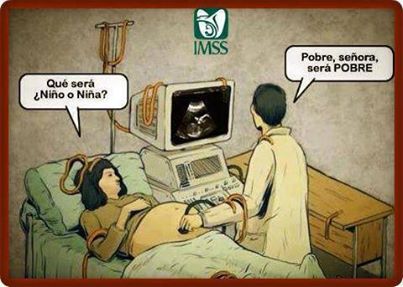 IMSS
Qué será
¿Niño o Niña?
Pobre, señora,
será POBRE